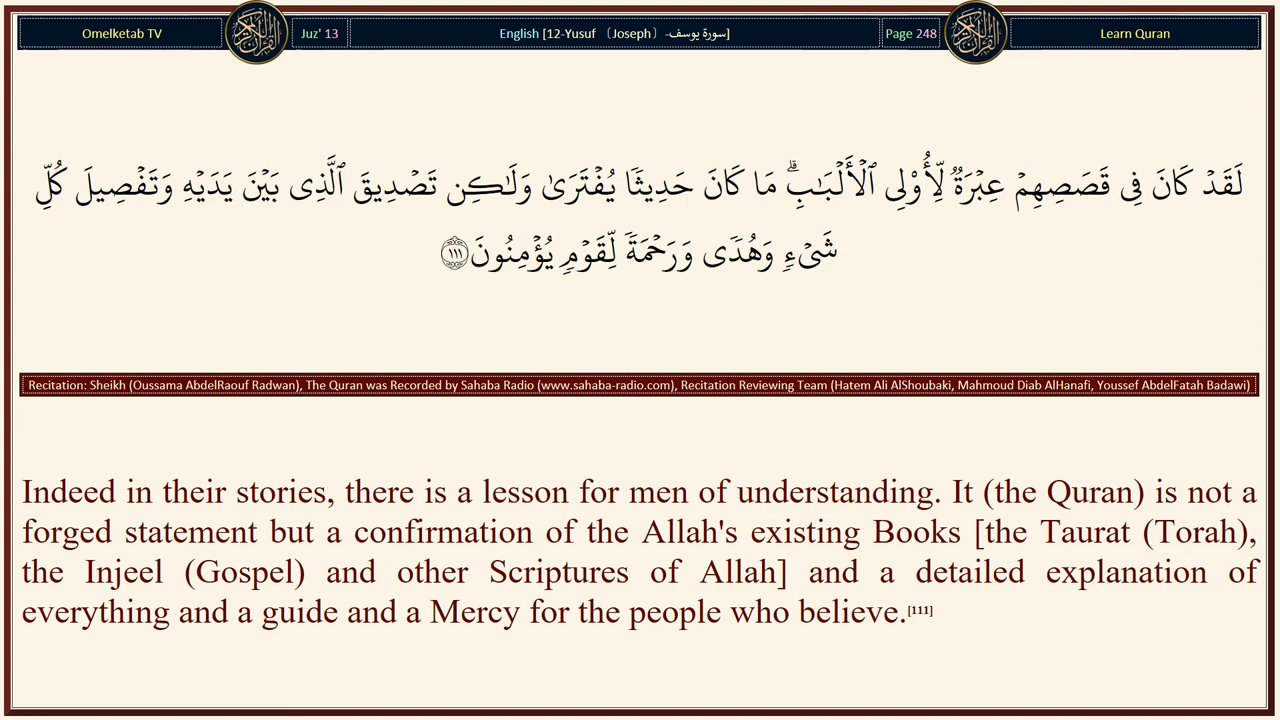 Omelketab TV
Juz' 13
English [12-Yusuf (Joseph) -سورة يوسف]
Page 248
Learn Quran
لَقَدۡ كَانَ فِي قَصَصِهِمۡ عِبۡرَةٞ لِّأُوْلِي ٱلۡأَلۡبَٰبِۗ مَا كَانَ حَدِيثٗا يُفۡتَرَىٰ وَلَٰكِن تَصۡدِيقَ ٱلَّذِي بَيۡنَ يَدَيۡهِ وَتَفۡصِيلَ كُلِّ
شَيۡءٖ وَهُدٗى وَرَحۡمَةٗ لِّقَوۡمٖ يُؤۡمِنُونَ ١١١
Recitation: Sheikh (Oussama AbdelRaouf Radwan), The Quran was Recorded by Sahaba Radio (www.sahaba-radio.com), Recitation Reviewing Team (Hatem Ali AlShoubaki, Mahmoud Diab AlHanafi, Youssef AbdelFatah Badawi)
Indeed in their stories, there is a lesson for men of understanding. It (the Quran) is not a
forged statement but a confirmation of the Allah's existing Books [the Taurat (Torah),
the Injeel (Gospel) and other Scriptures of Allah] and a detailed explanation of
everything and a guide and a Mercy for the people who believe.[111]